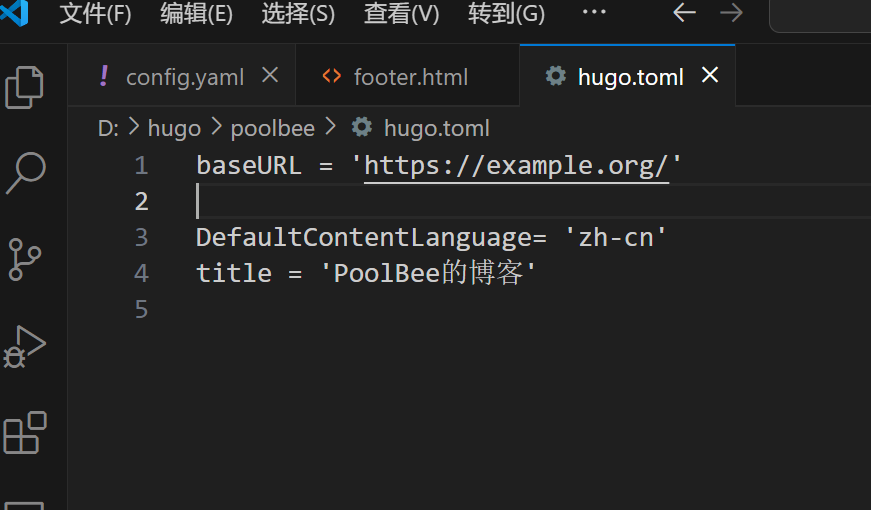 文件(F) 编辑(E) 选择(S) 查看(V) 转到(G) ···
! config.yaml × <> footer.html hugo.toml ×
D: > hugo > poolbee > hugo.toml
1 baseURL = 'https://example.org/'
2
3 DefaultContentLanguage= 'zh-cn'
4 title = 'PoolBee的博客'
5